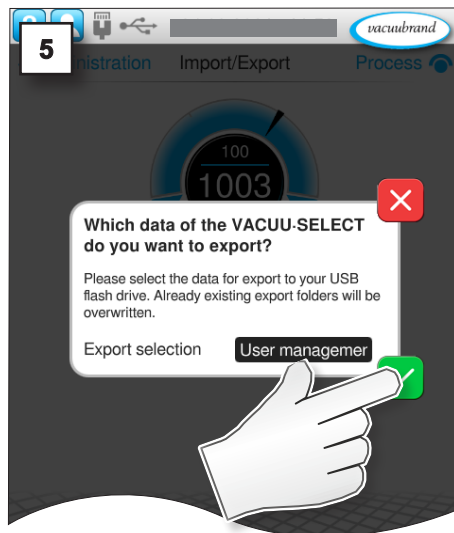 5
vacuubrand
nistration Import/Export Process
100
1003
Which data of the VACUU·SELECT
do you want to export?
Please select the data for export to your USB
flash drive. Already existing export folders will be
overwritten.
Export selection User managemer